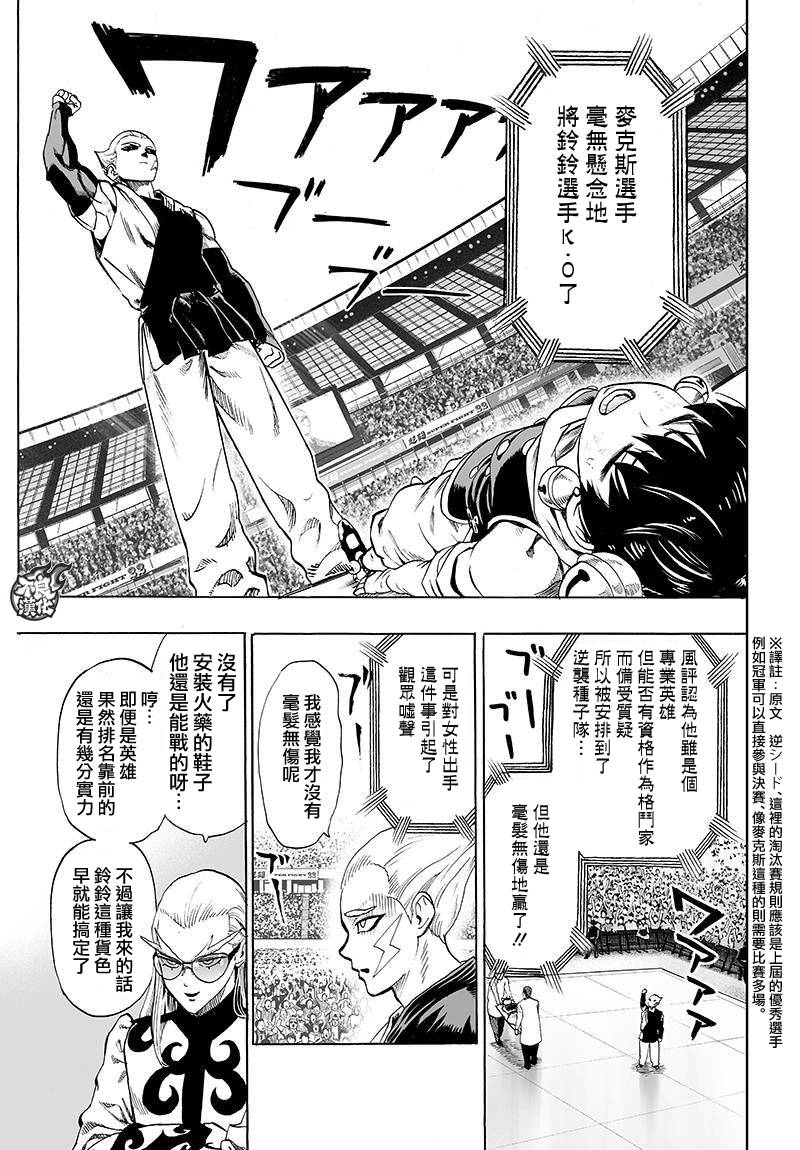 麥克斯選手
毫無懸念地
將鈴鈴選手K.O了
ワアアアアァ
ブーブー
超鬪 SUPER FIGHT 22
風評認為他雖是個
專業英雄
但能否有資格作為格鬥家
而備受質疑
所以被安排到了
逆襲種子隊…
但他還是
毫髮無傷地贏了!!
ワアアァ
可是對女性出手
這件事引起了
觀眾噓聲
我感覺我才沒有
毫髮無傷呢
ブーブー
沒有了
安裝火藥的鞋子
他還是能戰的呀…
哼…
即便是英雄
果然排名靠前的
還是有幾分實力
不過讓我來的話
鈴鈴這種貨色
早就能搞定了
※譯註：原文 逆シード、這裡的淘汰賽規則應該是上屆的優秀選手
例如冠軍可以直接參與決賽、像麥克斯這種的則需要比賽多場。
漢化